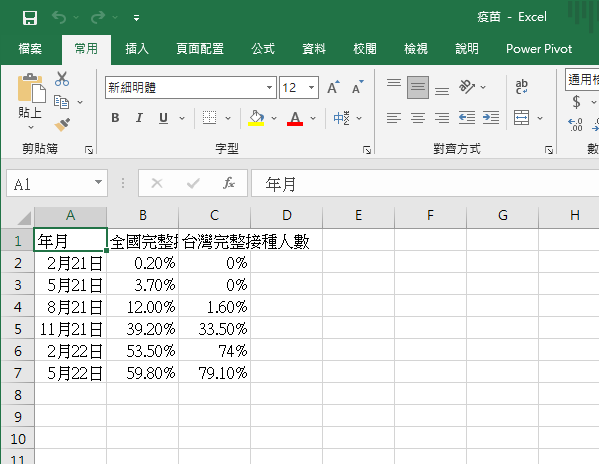 疫苗 - Excel
檔案 常用 插入 頁面配置 公式 資料 校閱 檢視 說明 Power Pivot
貼上 新細明體 12 A A ab 通用格
B I U A 中 $ .00
剪貼簿 字型 對齊方式 數
A1 fx 年月
A B C D E F G H
1 年月 全國完整接 台灣完整接種人數
2 2月21日 0.20% 0%
3 5月21日 3.70% 0%
4 8月21日 12.00% 1.60%
5 11月21日 39.20% 33.50%
6 2月22日 53.50% 74%
7 5月22日 59.80% 79.10%
8
9
10
11